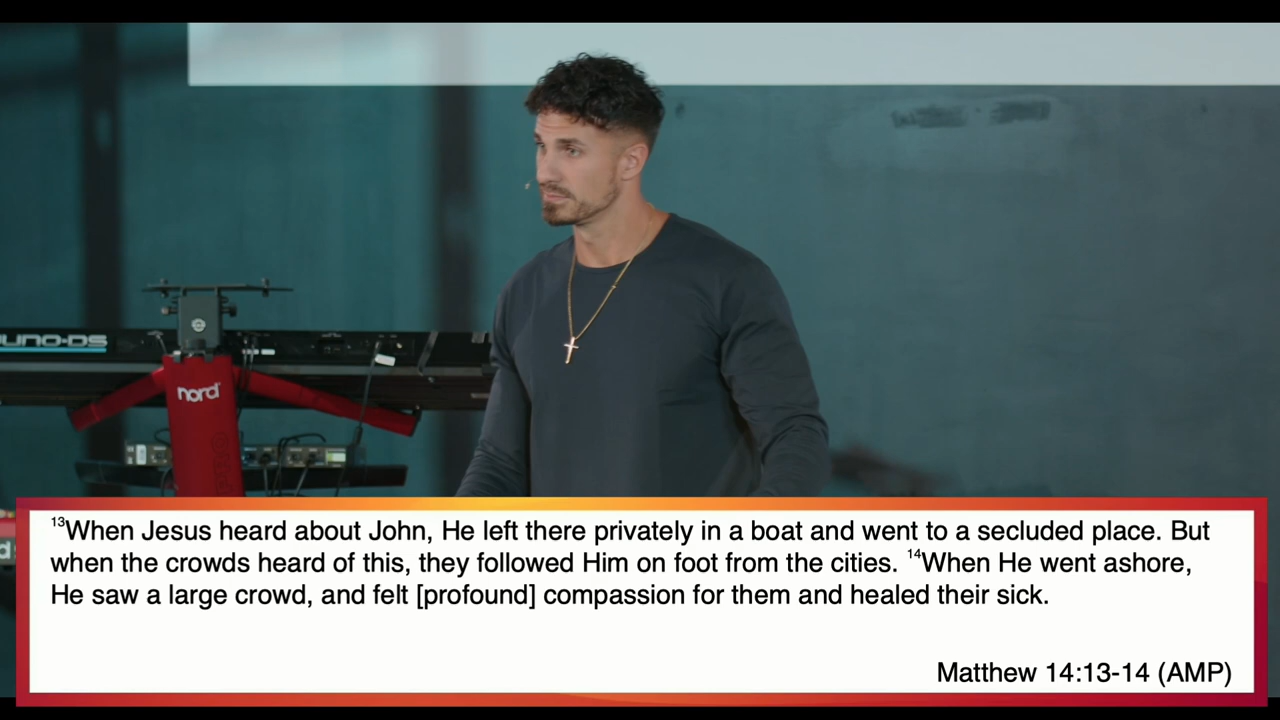 UNO-DS
nord
¹³When Jesus heard about John, He left there privately in a boat and went to a secluded place. But
when the crowds heard of this, they followed Him on foot from the cities. ¹⁴When He went ashore,
He saw a large crowd, and felt [profound] compassion for them and healed their sick.
Matthew 14:13-14 (AMP)